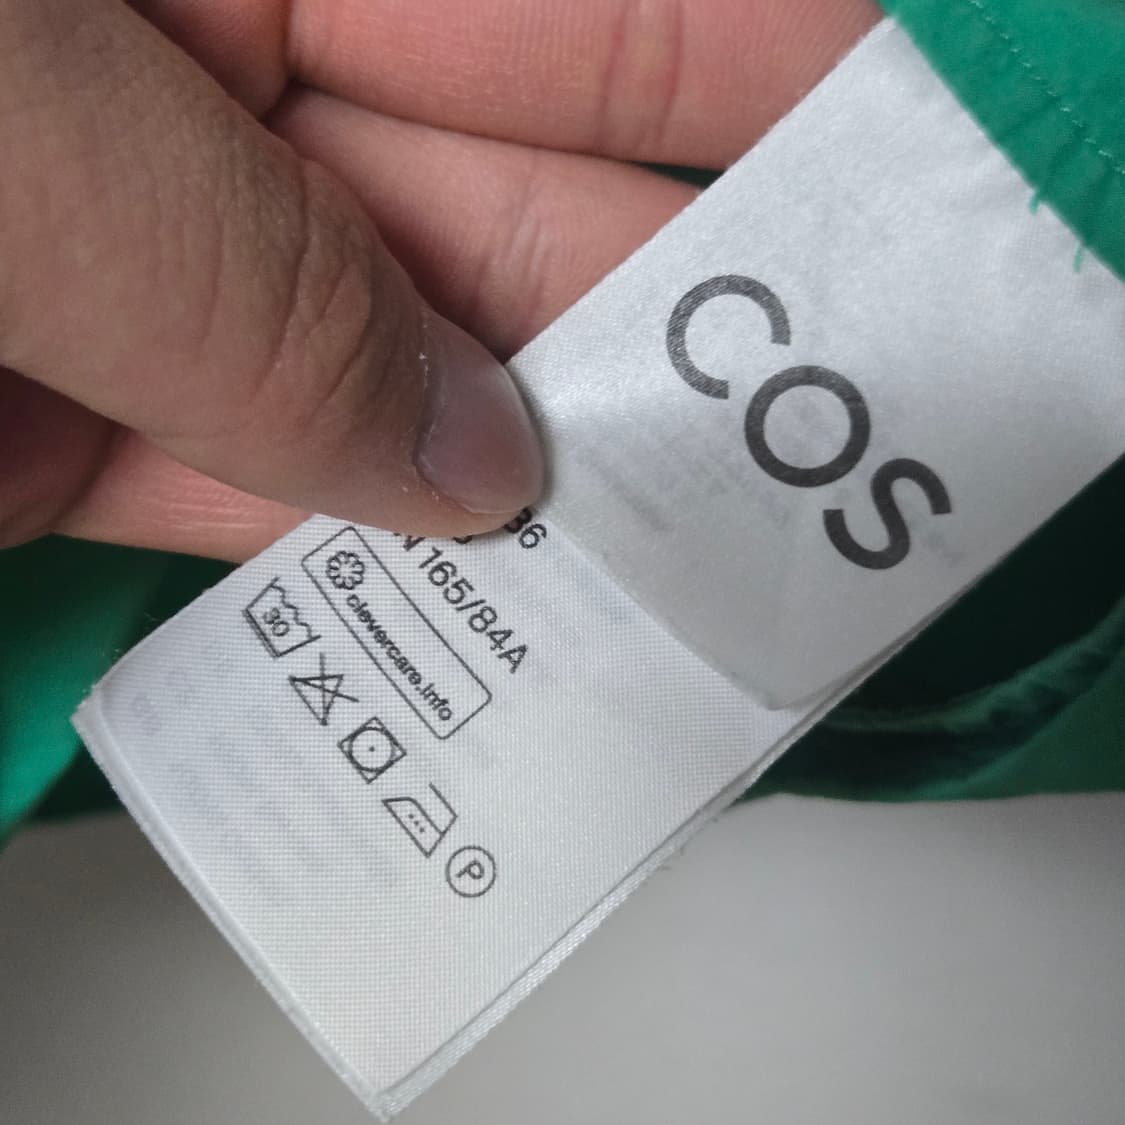 COS
36
165/84A
clevercare.info
30
P